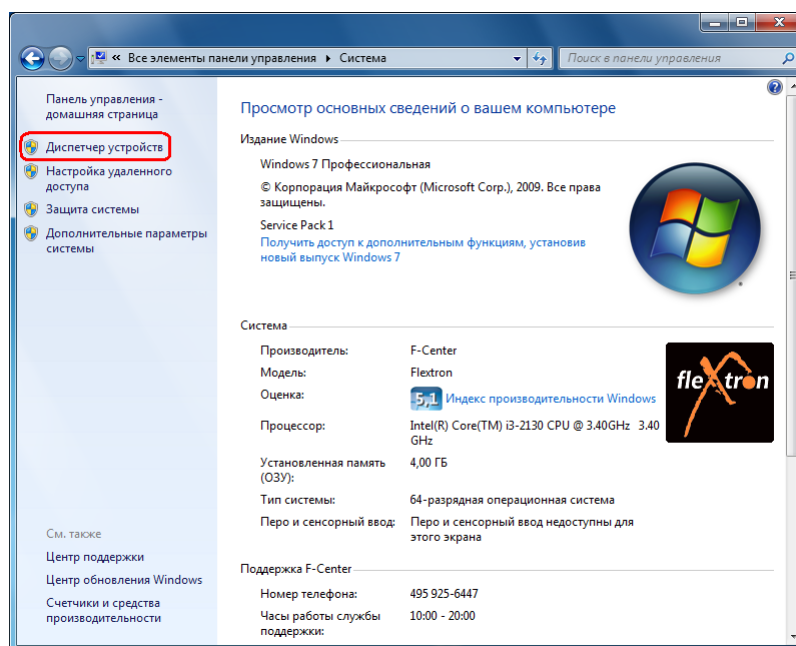 « Все элементы панели управления ▸ Система
Поиск в панели управления
Панель управления -
домашняя страница
Диспетчер устройств
Настройка удаленного
доступа
Защита системы
Дополнительные параметры
системы
См. также
Центр поддержки
Центр обновления Windows
Счетчики и средства
производительности
Просмотр основных сведений о вашем компьютере
Издание Windows
Windows 7 Профессиональная
© Корпорация Майкрософт (Microsoft Corp.), 2009. Все права
защищены.
Service Pack 1
Получить доступ к дополнительным функциям, установив
новый выпуск Windows 7
Система
Производитель: F-Center
Модель: Flextron
Оценка: 5,1 Индекс производительности Windows
Процессор: Intel(R) Core(TM) i3-2130 CPU @ 3.40GHz 3.40
GHz
Установленная память 4,00 ГБ
(ОЗУ):
Тип системы: 64-разрядная операционная система
Перо и сенсорный ввод: Перо и сенсорный ввод недоступны для
этого экрана
flextron
Поддержка F-Center
Номер телефона: 495 925-6447
Часы работы службы 10:00 - 20:00
поддержки: